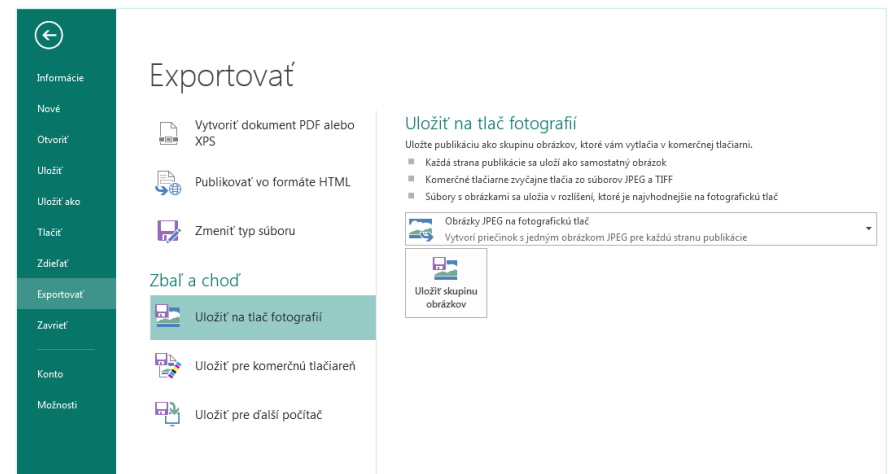 Informácie
Nové
Otvoriť
Uložiť
Uložiť ako
Tlačiť
Zdieľať
Exportovať
Zavrieť
Konto
Možnosti
Exportovať
Vytvoriť dokument PDF alebo
XPS
Publikovať vo formáte HTML
Zmeniť typ súboru
Zbaľ a choď
Uložiť na tlač fotografií
Uložiť pre komerčnú tlačiareň
Uložiť pre ďalší počítač
Uložiť na tlač fotografií
Uložte publikáciu ako skupinu obrázkov, ktoré vám vytlačia v komerčnej tlačiarni.
Každá strana publikácie sa uloží ako samostatný obrázok
Komerčné tlačiarne zvyčajne tlačia zo súborov JPEG a TIFF
Súbory s obrázkami sa uložia v rozlíšení, ktoré je najvhodnejšie na fotografickú tlač
Obrázky JPEG na fotografickú tlač
Vytvorí priečinok s jedným obrázkom JPEG pre každú stranu publikácie
Uložiť skupinu
obrázkov